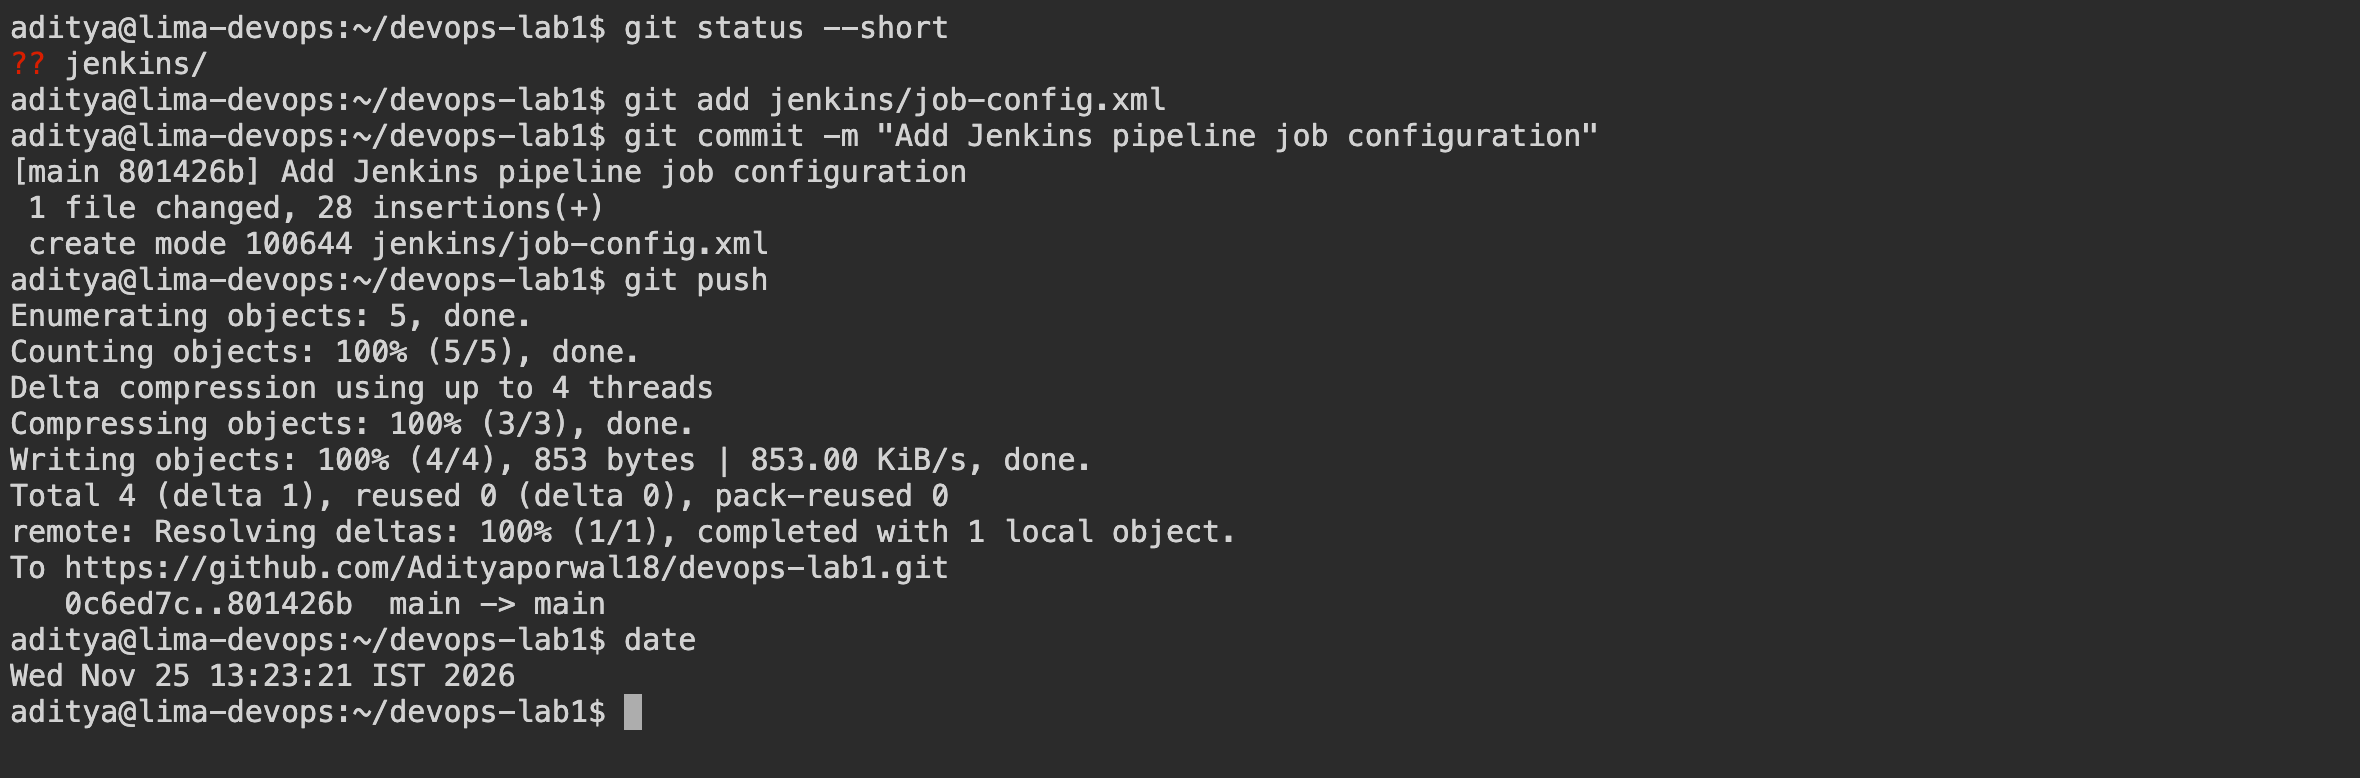 aditya@lima-devops:~/devops-lab1$ git status --short
?? jenkins/
aditya@lima-devops:~/devops-lab1$ git add jenkins/job-config.xml
aditya@lima-devops:~/devops-lab1$ git commit -m "Add Jenkins pipeline job configuration"
[main 801426b] Add Jenkins pipeline job configuration
 1 file changed, 28 insertions(+)
 create mode 100644 jenkins/job-config.xml
aditya@lima-devops:~/devops-lab1$ git push
Enumerating objects: 5, done.
Counting objects: 100% (5/5), done.
Delta compression using up to 4 threads
Compressing objects: 100% (3/3), done.
Writing objects: 100% (4/4), 853 bytes | 853.00 KiB/s, done.
Total 4 (delta 1), reused 0 (delta 0), pack-reused 0
remote: Resolving deltas: 100% (1/1), completed with 1 local object.
To https://github.com/Adityaporwal18/devops-lab1.git
   0c6ed7c..801426b  main -> main
aditya@lima-devops:~/devops-lab1$ date
Wed Nov 25 13:23:21 IST 2026
aditya@lima-devops:~/devops-lab1$